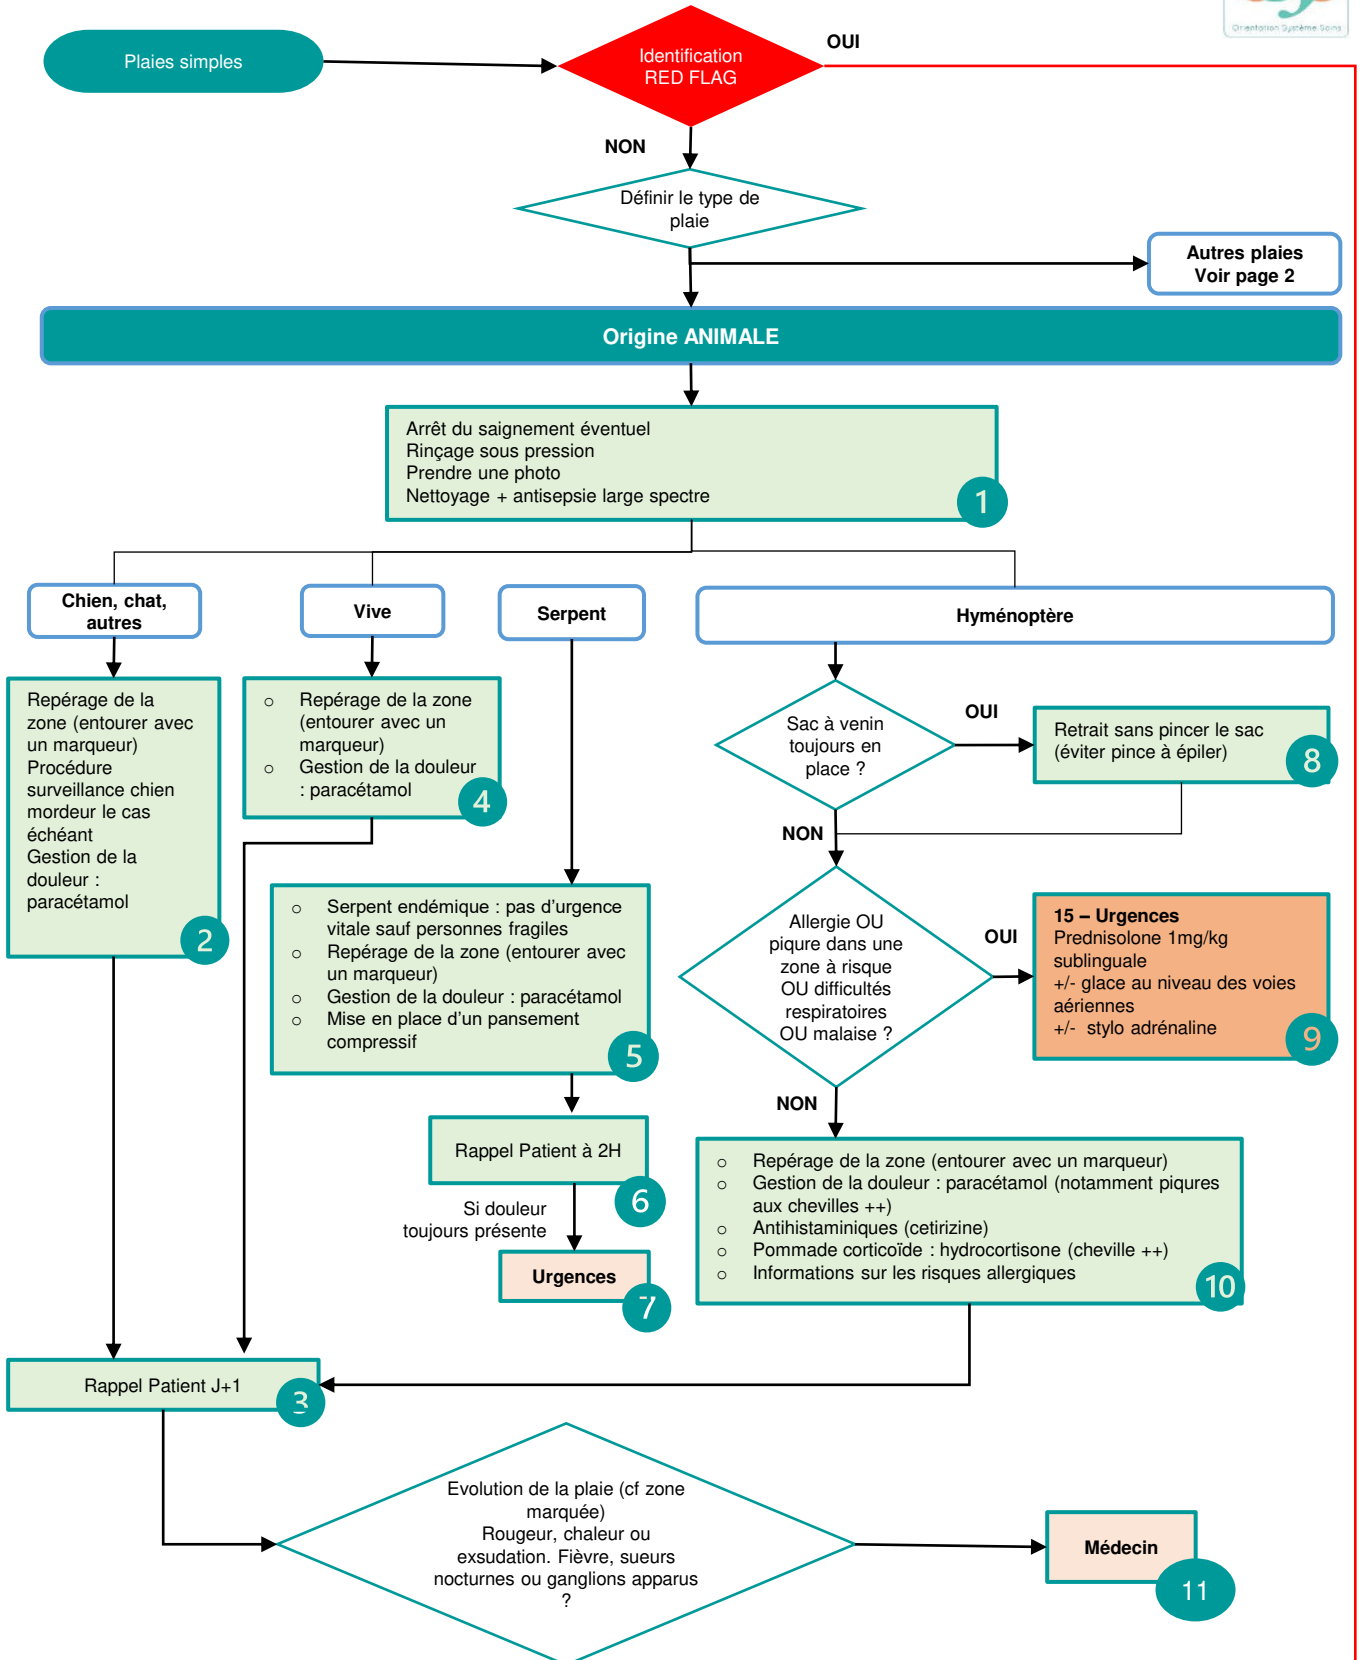 Orientation Système Soins
Plaies simples
Identification
RED FLAG
OUI
NON
Définir le type de
plaie
Autres plaies
Voir page 2
Origine ANIMALE
Arrêt du saignement éventuel
Rinçage sous pression
Prendre une photo
Nettoyage + antisepsie large spectre
1
Chien, chat,
autres
Vive
Serpent
Hyménoptère
Repérage de la
zone (entourer avec
un marqueur)
Procédure
surveillance chien
mordeur le cas
échéant
Gestion de la
douleur :
paracétamol
2
o Repérage de la zone
(entourer avec un
marqueur)
o Gestion de la douleur
: paracétamol
4
Sac à venin
toujours en
place ?
OUI
Retrait sans pincer le sac
(éviter pince à épiler)
8
NON
o Serpent endémique : pas d'urgence
vitale sauf personnes fragiles
o Repérage de la zone (entourer avec
un marqueur)
o Gestion de la douleur : paracétamol
o Mise en place d'un pansement
compressif
5
Allergie OU
piqure dans une
zone à risque
OU difficultés
respiratoires
OU malaise ?
OUI
15 – Urgences
Prednisolone 1mg/kg
sublinguale
+/- glace au niveau des voies
aériennes
+/- stylo adrénaline
9
NON
Rappel Patient à 2H
6
Si douleur
toujours présente
Urgences
7
o Repérage de la zone (entourer avec un marqueur)
o Gestion de la douleur : paracétamol (notamment piqures
aux chevilles ++)
o Antihistaminiques (cetirizine)
o Pommade corticoïde : hydrocortisone (cheville ++)
o Informations sur les risques allergiques
10
Rappel Patient J+1
3
Evolution de la plaie (cf zone
marquée)
Rougeur, chaleur ou
exsudation. Fièvre, sueurs
nocturnes ou ganglions apparus
?
Médecin
11